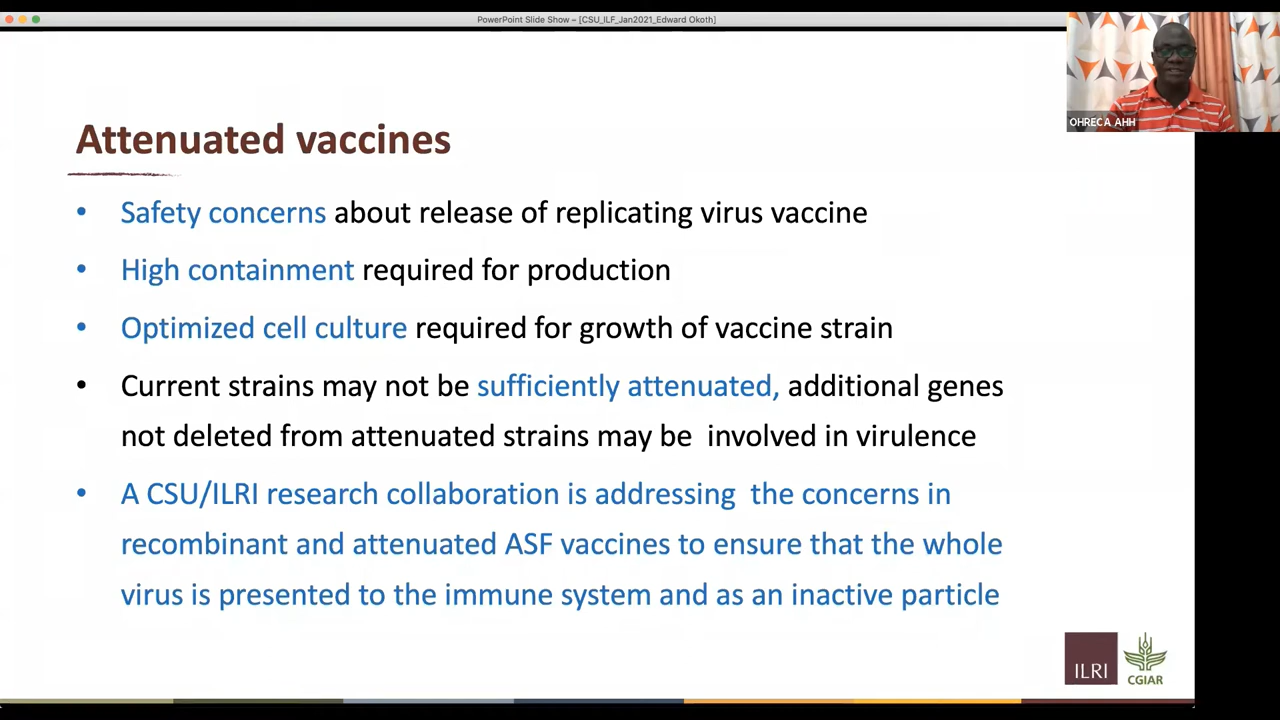 PowerPoint Slide Show – [CSU_ILF_Jan2021_Edward Okoth]
OHRECA AHH
Attenuated vaccines
• Safety concerns about release of replicating virus vaccine
• High containment required for production
• Optimized cell culture required for growth of vaccine strain
• Current strains may not be sufficiently attenuated, additional genes
not deleted from attenuated strains may be involved in virulence
• A CSU/ILRI research collaboration is addressing the concerns in
recombinant and attenuated ASF vaccines to ensure that the whole
virus is presented to the immune system and as an inactive particle
ILRI
CGIAR